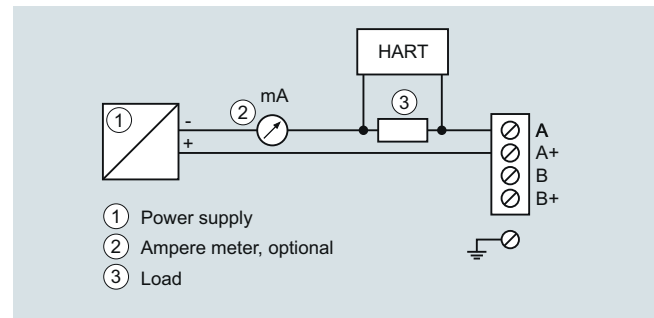 HART
mA
① - ② ③ A
+ A+
B
B+
① Power supply
② Ampere meter, optional
③ Load